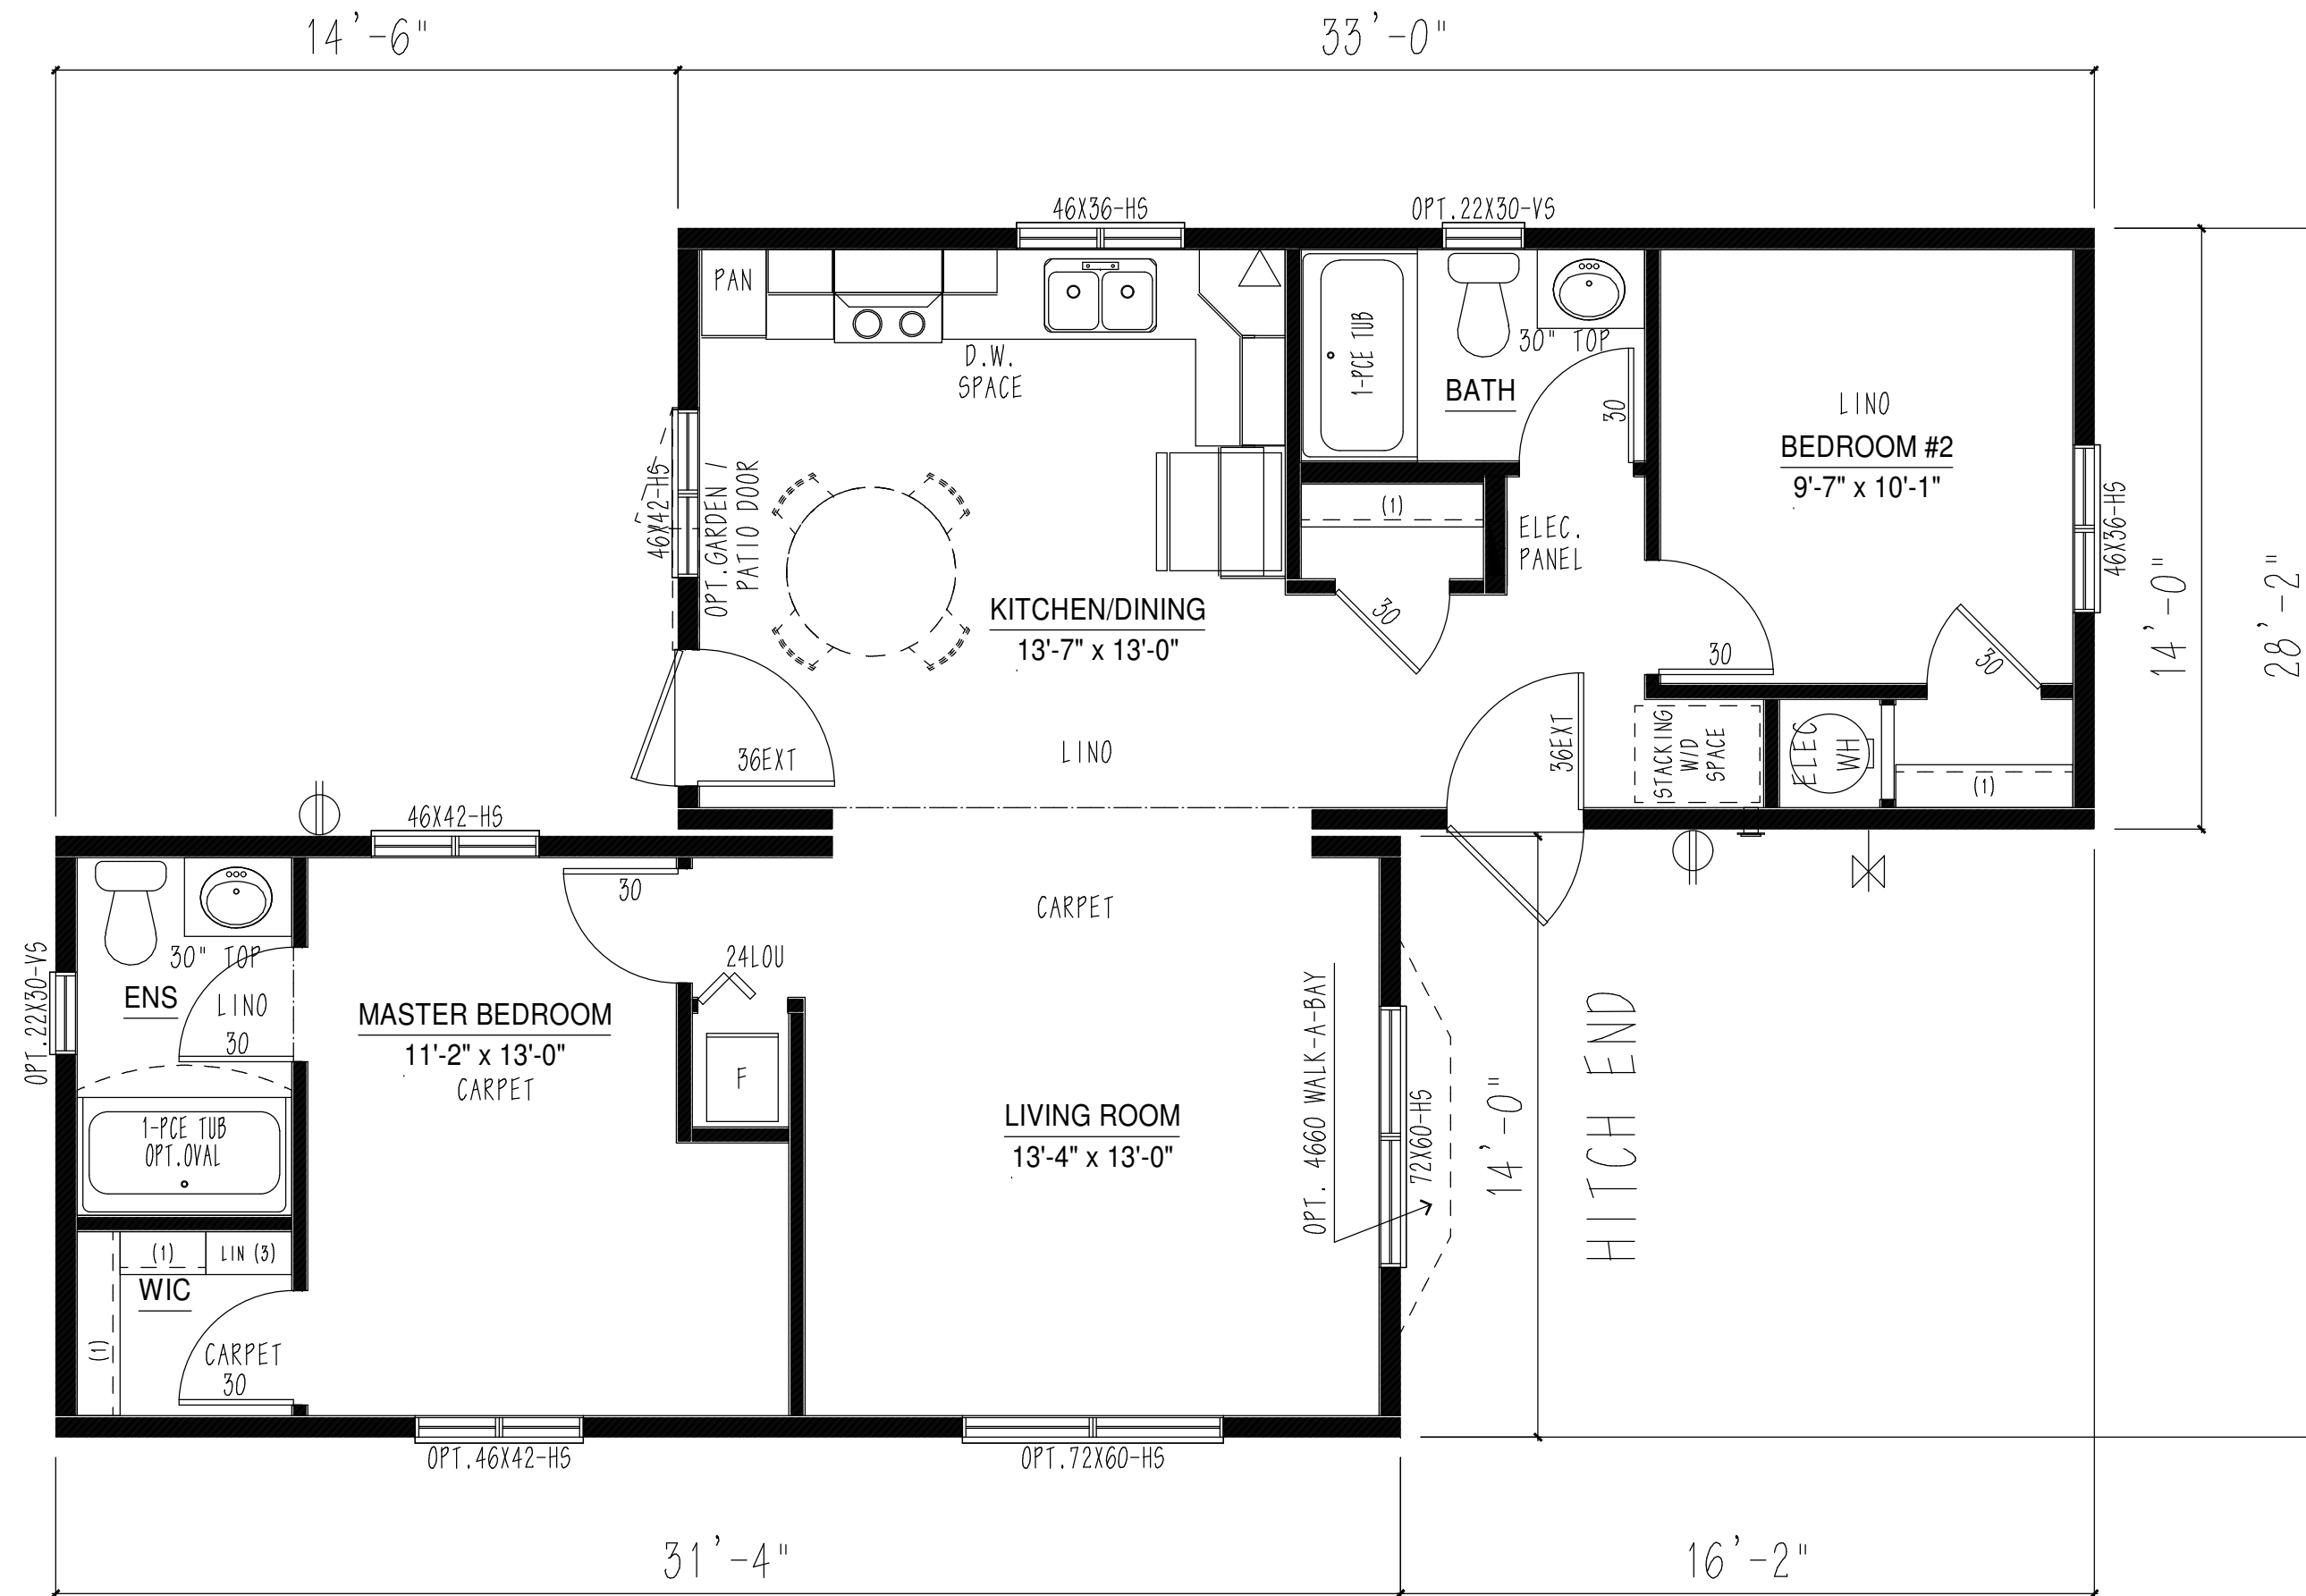 14'-6"
33'-0"
46X36-HS
OPT.22X30-VS
PAN
D.W.
SPACE
1-PCE TUB
30" TOP
BATH
30
LINO
BEDROOM #2
9'-7" x 10'-1"
46X36-HS
14'-0"
28'-2"
46X42-HS
OPT.GARDEN /
PATIO DOOR
(1)
ELEC.
PANEL
KITCHEN/DINING
13'-7" x 13'-0"
30
30
30
36EXT
LINO
36EXT
STACKING
W/D
SPACE
ELEC
WH
(1)
46X42-HS
30
CARPET
30" TOP
24LOU
OPT.22X30-VS
ENS
LINO
30
MASTER BEDROOM
11'-2" x 13'-0"
CARPET
F
LIVING ROOM
13'-4" x 13'-0"
OPT. 4660 WALK-A-BAY
72X60-HS
14'-0"
HITCH END
1-PCE TUB
OPT.OVAL
(1)
LIN (3)
WIC
(1)
CARPET
30
OPT.46X42-HS
OPT.72X60-HS
31'-4"
16'-2"